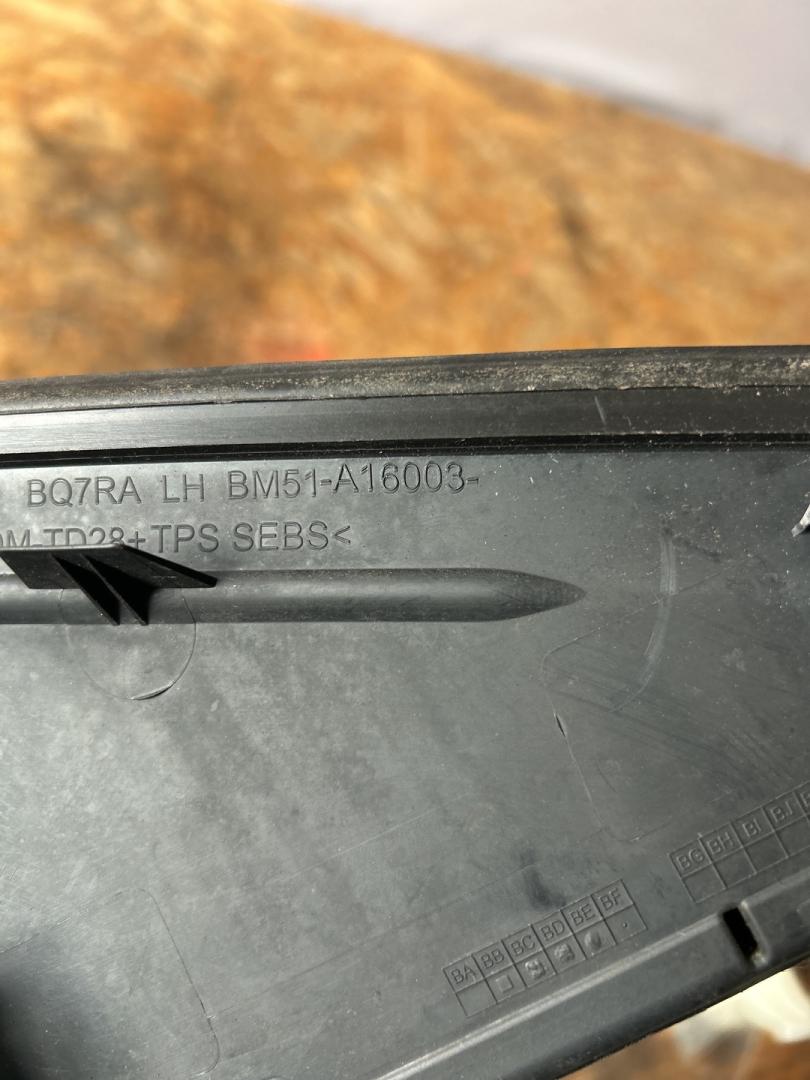 BQ7RA LH BM51-A16003-
TD28+TPS SEBS<
BG BH BI BJ
BA BB BC BD BE BF